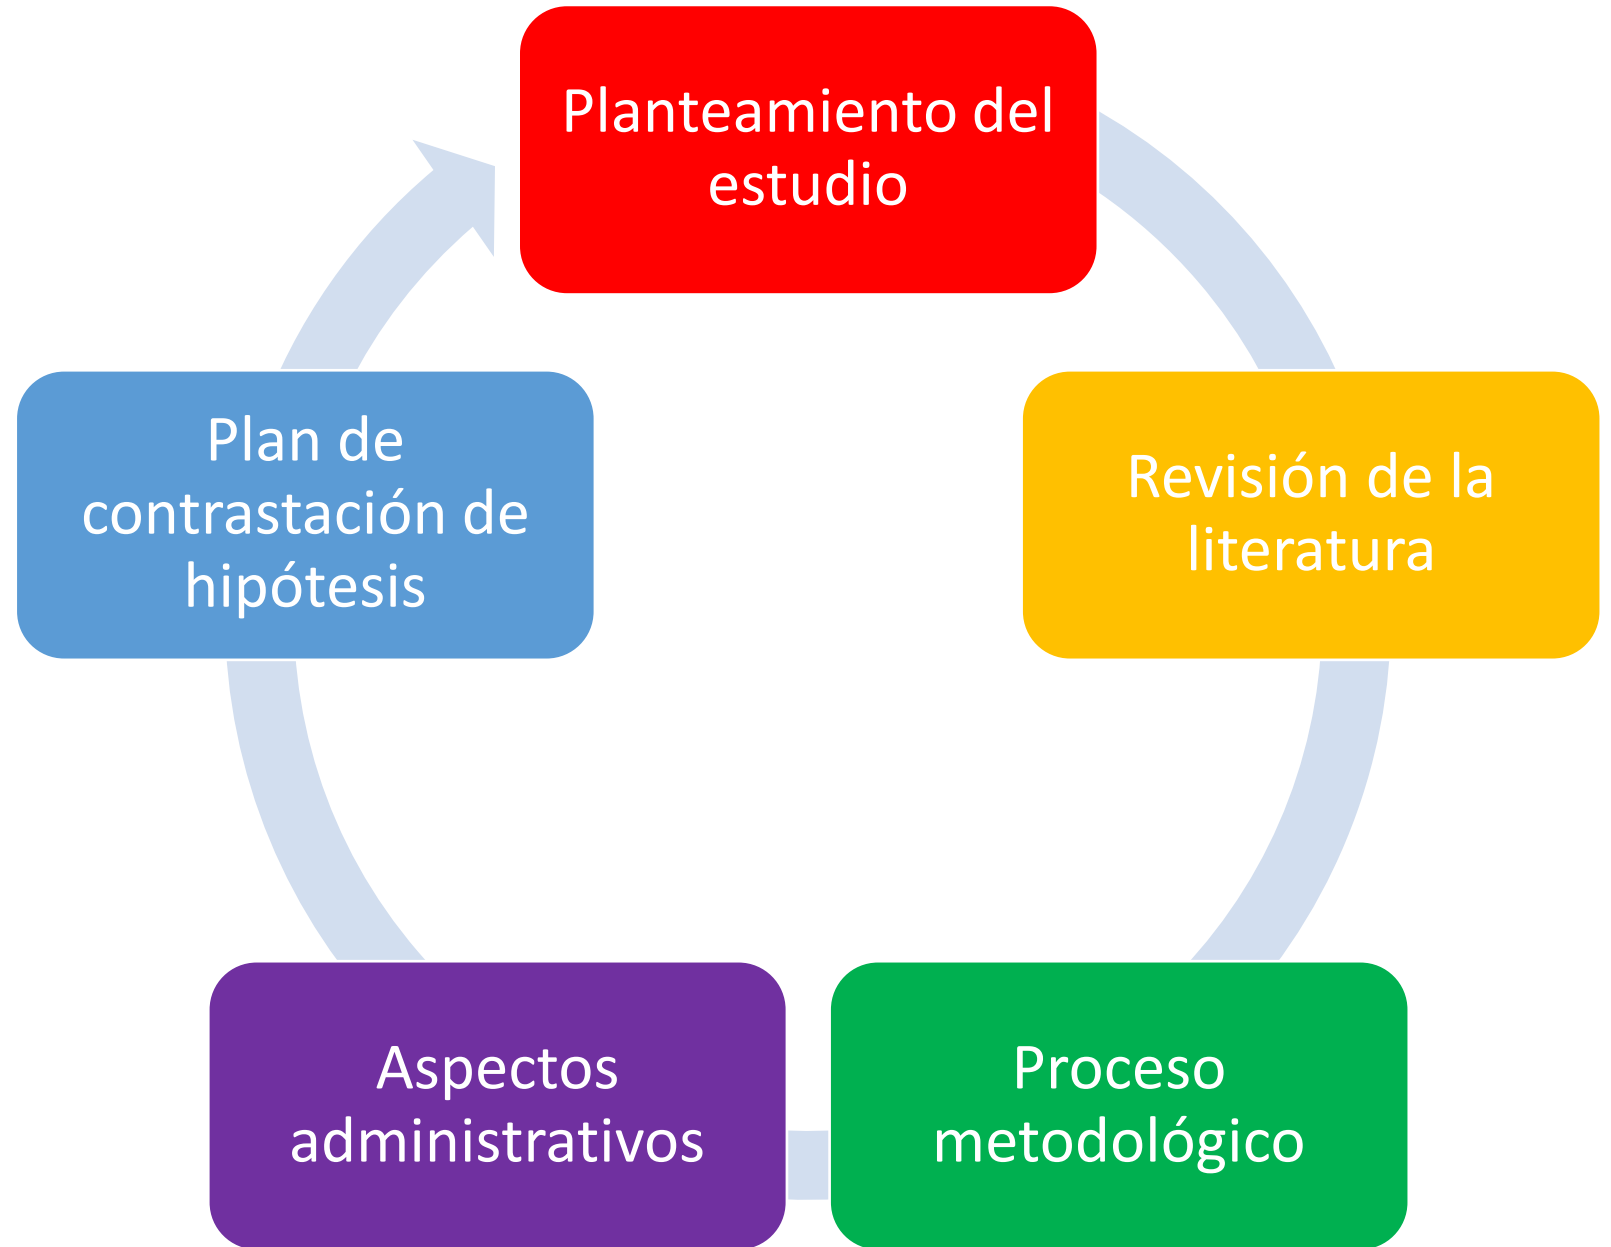 Planteamiento del
estudio
Revisión de la
literatura
Proceso
metodológico
Aspectos
administrativos
Plan de
contrastación de
hipótesis